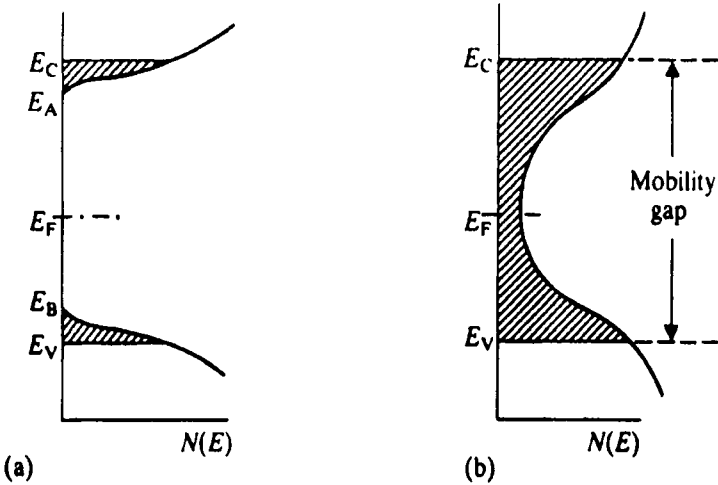 E_C
E_A
E_F
E_B
E_V
N(E)
(a)
E_C
Mobility
gap
E_F
E_V
N(E)
(b)